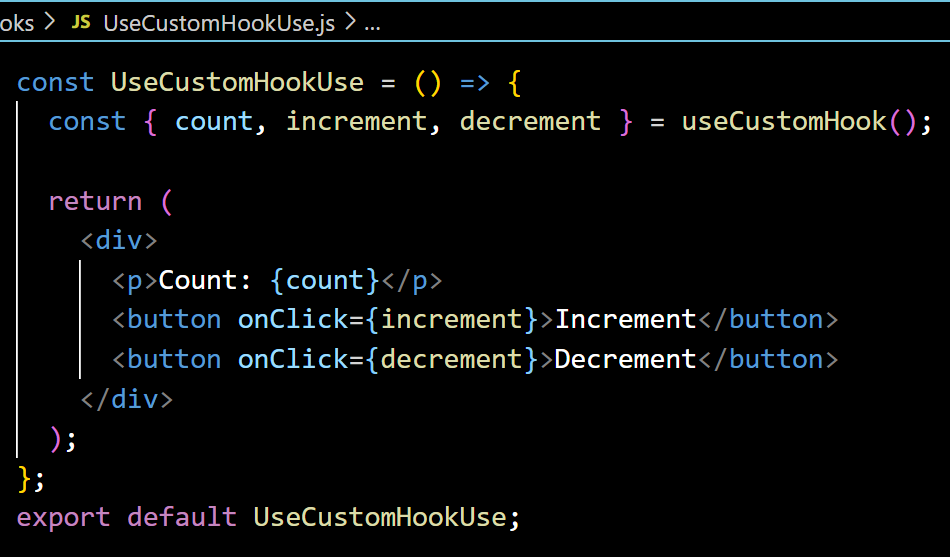 oks > JS UseCustomHookUse.js > ...
const UseCustomHookUse = () => {
const { count, increment, decrement } = useCustomHook();
return (
<div>
<p>Count: {count}</p>
<button onClick={increment}>Increment</button>
<button onClick={decrement}>Decrement</button>
</div>
);
};
export default UseCustomHookUse;